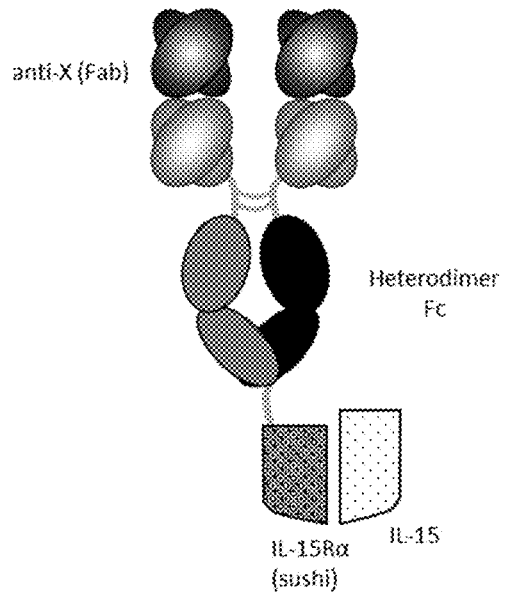 anti-X (Fab)
Heterodimer
Fc
IL-15Rα
(sushi)
IL-15